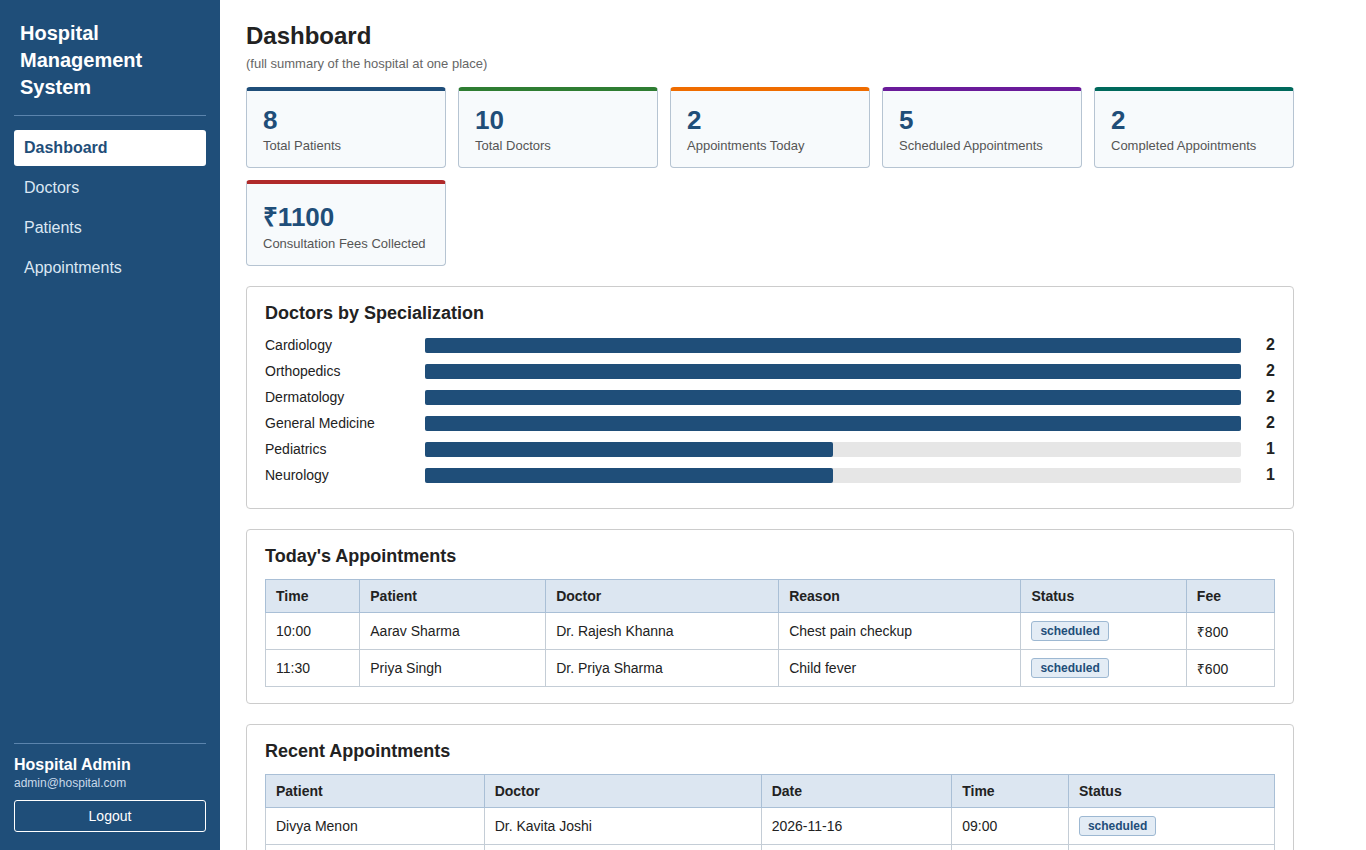 Hospital
Management
System
Dashboard
Doctors
Patients
Appointments
Hospital Admin
admin@hospital.com
Logout
Dashboard
(full summary of the hospital at one place)
8
Total Patients
10
Total Doctors
2
Appointments Today
5
Scheduled Appointments
2
Completed Appointments
₹1100
Consultation Fees Collected
Doctors by Specialization
Cardiology 2
Orthopedics 2
Dermatology 2
General Medicine 2
Pediatrics 1
Neurology 1
Today's Appointments
Time Patient Doctor Reason Status Fee
10:00 Aarav Sharma Dr. Rajesh Khanna Chest pain checkup scheduled ₹800
11:30 Priya Singh Dr. Priya Sharma Child fever scheduled ₹600
Recent Appointments
Patient Doctor Date Time Status
Divya Menon Dr. Kavita Joshi 2026-11-16 09:00 scheduled